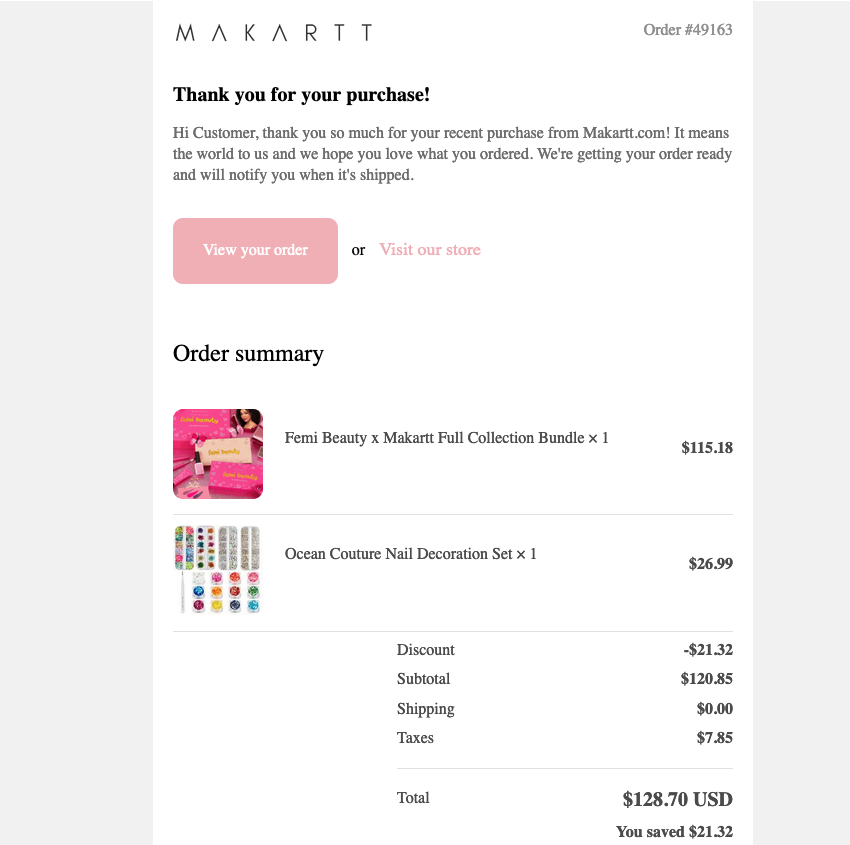 MAKARTT
Order #49163
Thank you for your purchase!
Hi Customer, thank you so much for your recent purchase from Makartt.com! It means
the world to us and we hope you love what you ordered. We're getting your order ready
and will notify you when it's shipped.
View your order or Visit our store
Order summary
femi beauty
femi beauty
femi beauty
Femi Beauty x Makartt Full Collection Bundle × 1
$115.18
Ocean Couture Nail Decoration Set × 1
$26.99
Discount -$21.32
Subtotal $120.85
Shipping $0.00
Taxes $7.85
Total $128.70 USD
You saved $21.32